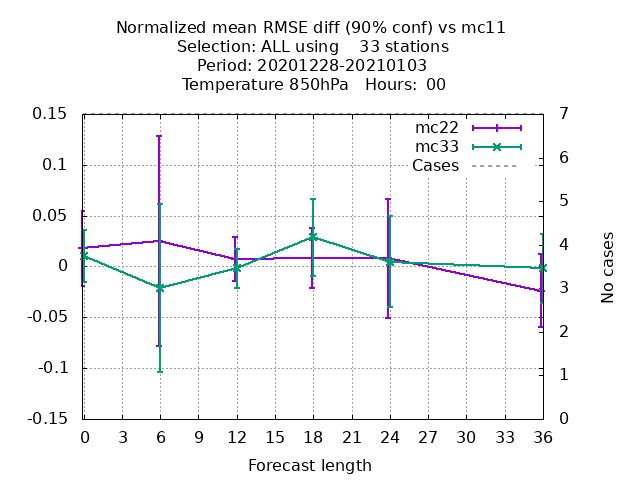 Normalized mean RMSE diff (90% conf) vs mc11
Selection: ALL using    33 stations
Period: 20201228-20210103
Temperature 850hPa   Hours:  00
0.15
0.1
0.05
0
-0.05
-0.1
-0.15
7
6
5
4
3
2
1
0
mc22
mc33
Cases
No cases
0 3 6 9 12 15 18 21 24 27 30 33 36
Forecast length